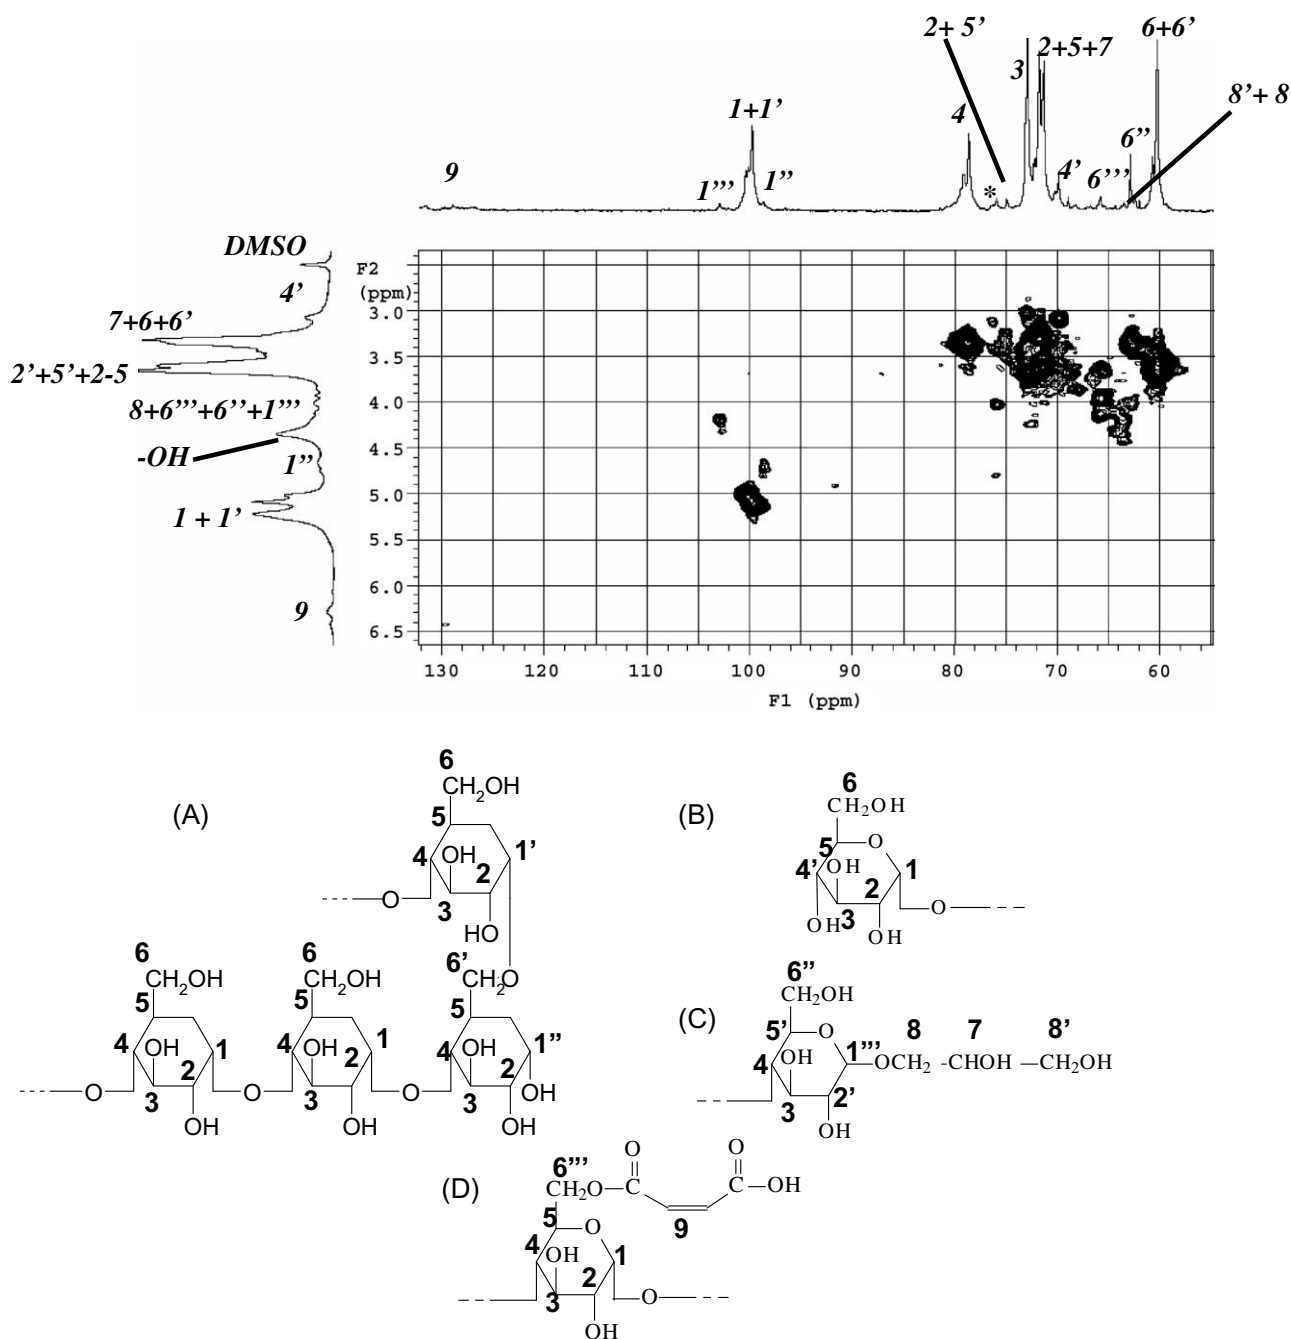 2+ 5’
6+6’
3
2+5+7
8’+ 8
1+1’
4
6’’
9
1’’’
1’’
*
4’
6’’’
DMSO
4’
7+6+6’
2’+5’+2-5
8+6’’’+6’’+1’’’
-OH
1’’
1 + 1’
9
F2
(ppm)
3.0
3.5
4.0
4.5
5.0
5.5
6.0
6.5
130 120 110 100 90 80 70 60
F1 (ppm)
(A)
6
CH2OH
5
4 OH 2 1’
O
3
HO
6 6 6’
CH2OH CH2OH CH2O
5 5 5
4 OH 2 1 4 OH 2 1 4 OH 2 1’’
O 3 OH O 3 OH O 3 OH OH
(B)
6
CH2OH
5 O
4’ OH 2 1
OH 3 OH O
(C)
6’’
CH2OH
5’ O 8 7 8’
4 OH 1’’’ O-CH2 -CHOH -CH2OH
3 2’
OH
(D)
6’’’ O O
CH2O C C OH
9
5 O
4 OH 2 1
3 OH O